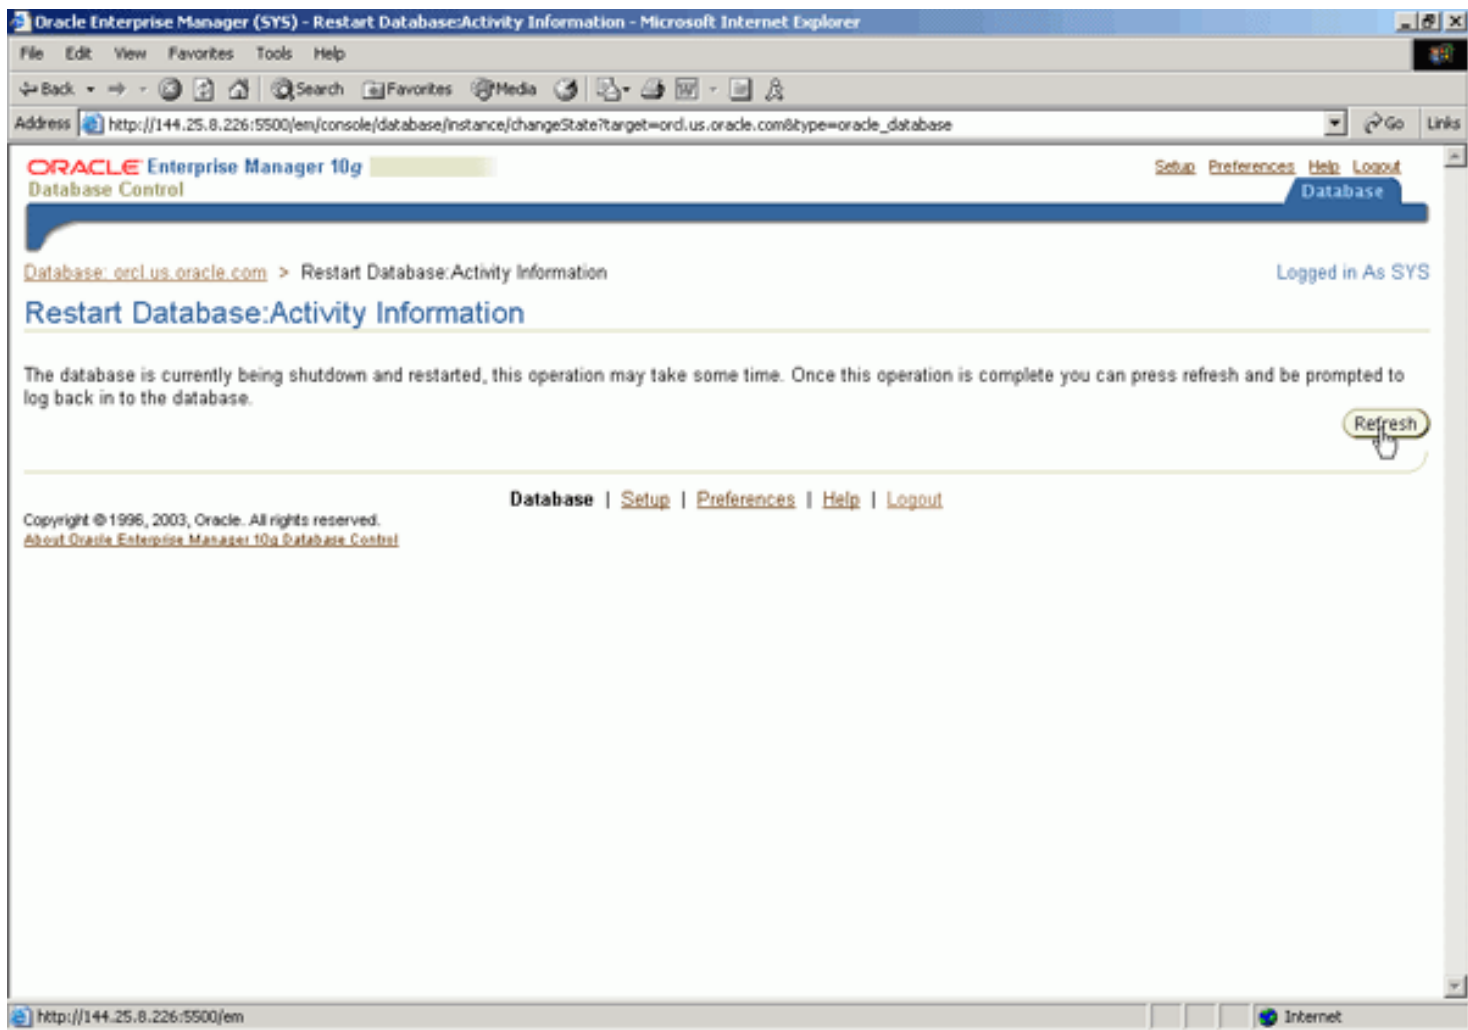 Oracle Enterprise Manager (SYS) - Restart Database:Activity Information - Microsoft Internet Explorer
File Edit View Favorites Tools Help
Back Search Favorites Media
Address http://144.25.8.226:5500/em/console/database/instance/changeState?target=orcl.us.oracle.com&type=oracle_database Go Links
ORACLE Enterprise Manager 10g
Setup Preferences Help Logout
Database Control
Database
Database: orcl.us.oracle.com > Restart Database:Activity Information
Logged in As SYS
Restart Database:Activity Information
The database is currently being shutdown and restarted, this operation may take some time. Once this operation is complete you can press refresh and be prompted to
log back in to the database.
Refresh
Database | Setup | Preferences | Help | Logout
Copyright © 1996, 2003, Oracle. All rights reserved.
About Oracle Enterprise Manager 10g Database Control
http://144.25.8.226:5500/em
Internet